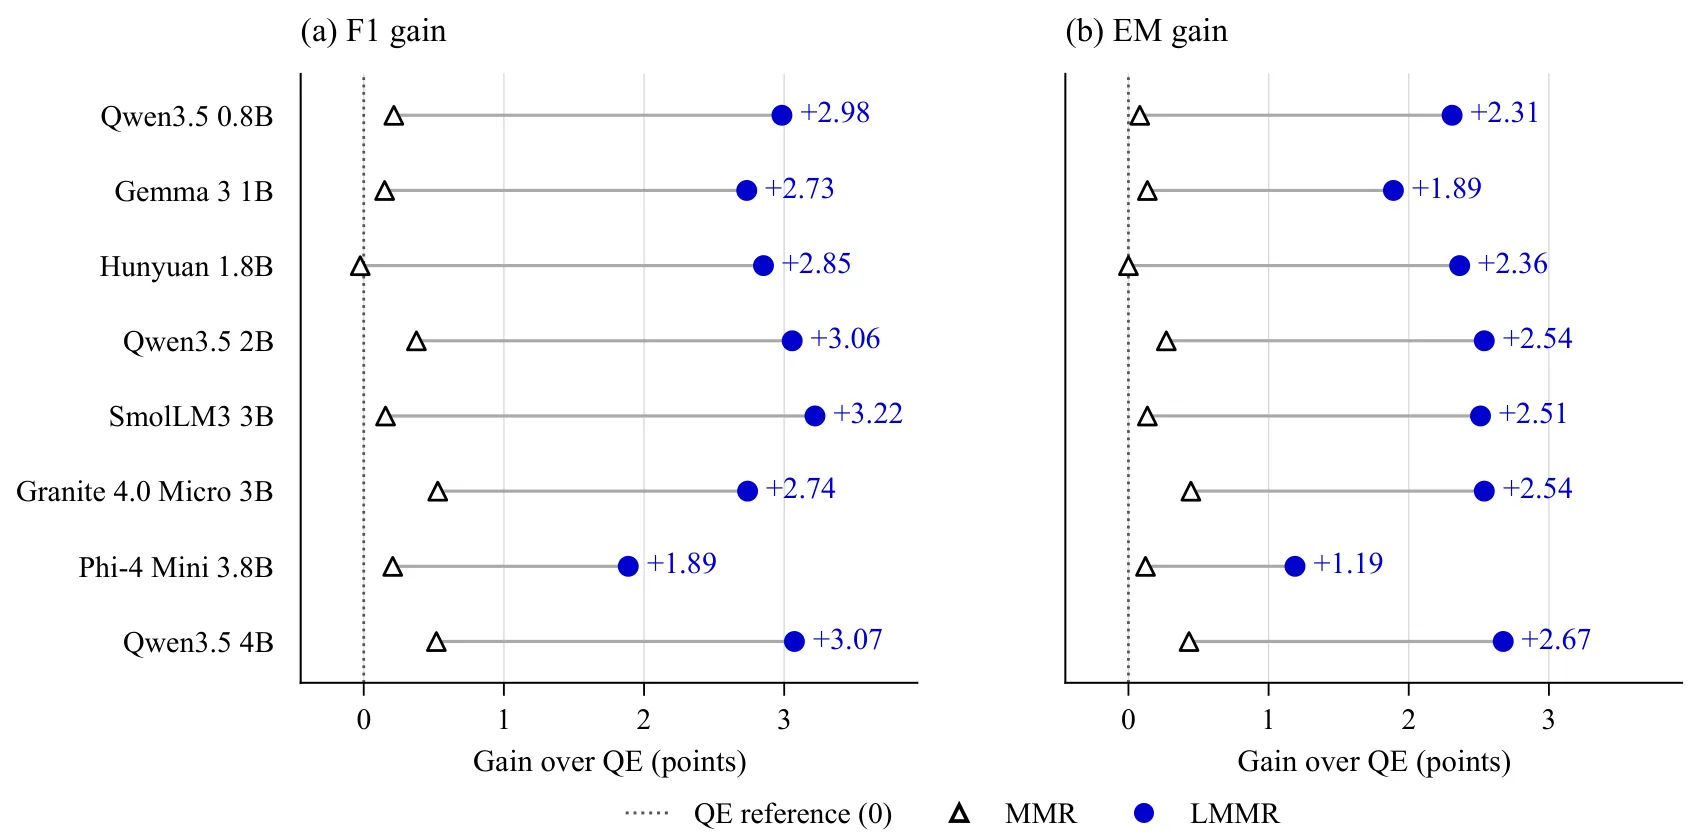 (a) F1 gain
(b) EM gain
Qwen3.5 0.8B
+2.98
+2.31
Gemma 3 1B
+2.73
+1.89
Hunyuan 1.8B
+2.85
+2.36
Qwen3.5 2B
+3.06
+2.54
SmolLM3 3B
+3.22
+2.51
Granite 4.0 Micro 3B
+2.74
+2.54
Phi-4 Mini 3.8B
+1.89
+1.19
Qwen3.5 4B
+3.07
+2.67
0 1 2 3
0 1 2 3
Gain over QE (points)
Gain over QE (points)
QE reference (0) MMR LMMR